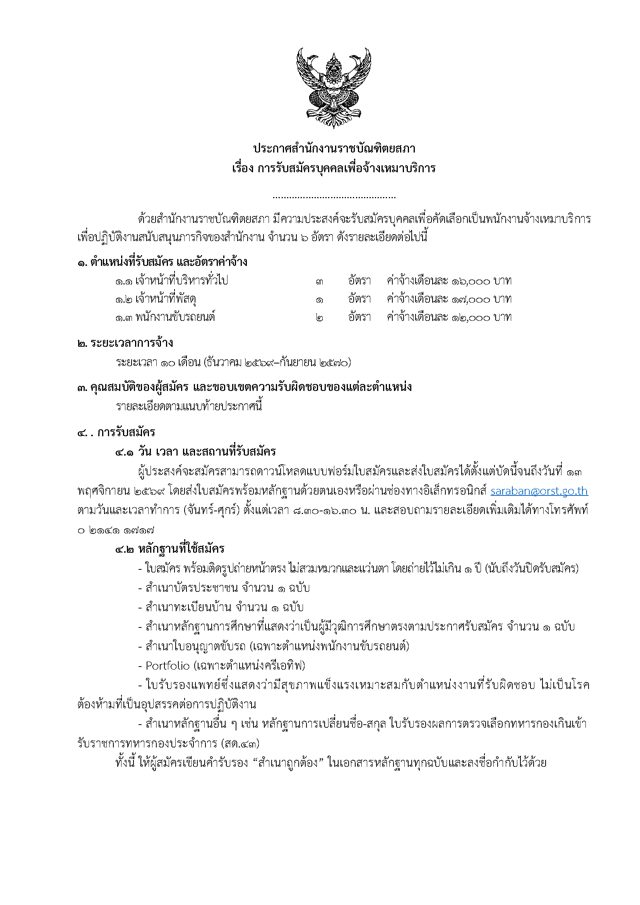 ประกาศสำนักงานราชบัณฑิตยสภา
เรื่อง การรับสมัครบุคคลเพื่อจ้างเหมาบริการ
.............................................
ด้วยสำนักงานราชบัณฑิตยสภา มีความประสงค์จะรับสมัครบุคคลเพื่อคัดเลือกเป็นพนักงานจ้างเหมาบริการ
เพื่อปฏิบัติงานสนับสนุนภารกิจของสำนักงาน จำนวน ๖ อัตรา ดังรายละเอียดต่อไปนี้
๑. ตำแหน่งที่รับสมัคร และอัตราค่าจ้าง
๑.๑ เจ้าหน้าที่บริหารทั่วไป ๓ อัตรา ค่าจ้างเดือนละ ๑๖,๐๐๐ บาท
๑.๒ เจ้าหน้าที่พัสดุ ๑ อัตรา ค่าจ้างเดือนละ ๑๗,๐๐๐ บาท
๑.๓ พนักงานขับรถยนต์ ๒ อัตรา ค่าจ้างเดือนละ ๑๒,๐๐๐ บาท
๒. ระยะเวลาการจ้าง
ระยะเวลา ๑๐ เดือน (ธันวาคม ๒๕๖๙–กันยายน ๒๕๗๐)
๓. คุณสมบัติของผู้สมัคร และขอบเขตความรับผิดชอบของแต่ละตำแหน่ง
รายละเอียดตามแนบท้ายประกาศนี้
๔. . การรับสมัคร
๔.๑ วัน เวลา และสถานที่รับสมัคร
ผู้ประสงค์จะสมัครสามารถดาวน์โหลดแบบฟอร์มใบสมัครและส่งใบสมัครได้ตั้งแต่บัดนี้จนถึงวันที่ ๑๓
พฤศจิกายน ๒๕๖๙ โดยส่งใบสมัครพร้อมหลักฐานด้วยตนเองหรือผ่านช่องทางอิเล็กทรอนิกส์ saraban@orst.go.th
ตามวันและเวลาทำการ (จันทร์-ศุกร์) ตั้งแต่เวลา ๘.๓๐-๑๖.๓๐ น. และสอบถามรายละเอียดเพิ่มเติมได้ทางโทรศัพท์
๐ ๒๑๔๑ ๑๗๑๗
๔.๒ หลักฐานที่ใช้สมัคร
- ใบสมัคร พร้อมติดรูปถ่ายหน้าตรง ไม่สวมหมวกและแว่นตา โดยถ่ายไว้ไม่เกิน ๑ ปี (นับถึงวันปิดรับสมัคร)
- สำเนาบัตรประชาชน จำนวน ๑ ฉบับ
- สำเนาทะเบียนบ้าน จำนวน ๑ ฉบับ
- สำเนาหลักฐานการศึกษาที่แสดงว่าเป็นผู้มีวุฒิการศึกษาตรงตามประกาศรับสมัคร จำนวน ๑ ฉบับ
- สำเนาใบอนุญาตขับรถ (เฉพาะตำแหน่งพนักงานขับรถยนต์)
- Portfolio (เฉพาะตำแหน่งครีเอทิฟ)
- ใบรับรองแพทย์ซึ่งแสดงว่ามีสุขภาพแข็งแรงเหมาะสมกับตำแหน่งงานที่รับผิดชอบ ไม่เป็นโรค
ต้องห้ามที่เป็นอุปสรรคต่อการปฏิบัติงาน
- สำเนาหลักฐานอื่น ๆ เช่น หลักฐานการเปลี่ยนชื่อ-สกุล ใบรับรองผลการตรวจเลือกทหารกองเกินเข้า
รับราชการทหารกองประจำการ (สด.๔๓)
ทั้งนี้ ให้ผู้สมัครเขียนคำรับรอง “สำเนาถูกต้อง” ในเอกสารหลักฐานทุกฉบับและลงชื่อกำกับไว้ด้วย